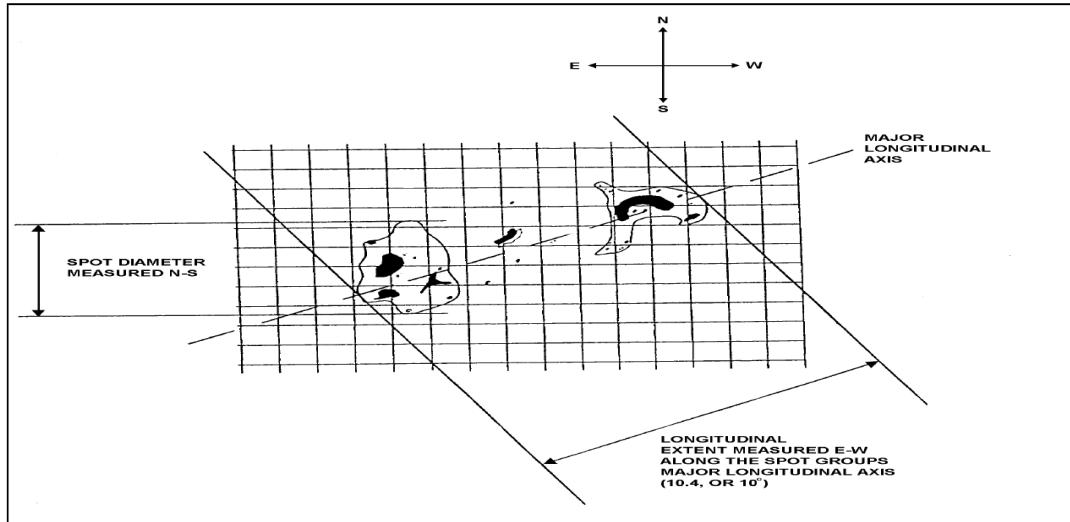 N
E
W
S
MAJOR
LONGITUDINAL
AXIS
SPOT DIAMETER
MEASURED N-S
LONGITUDINAL
EXTENT MEASURED E-W
ALONG THE SPOT GROUPS
MAJOR LONGITUDINAL AXIS
(10.4, OR 10°)